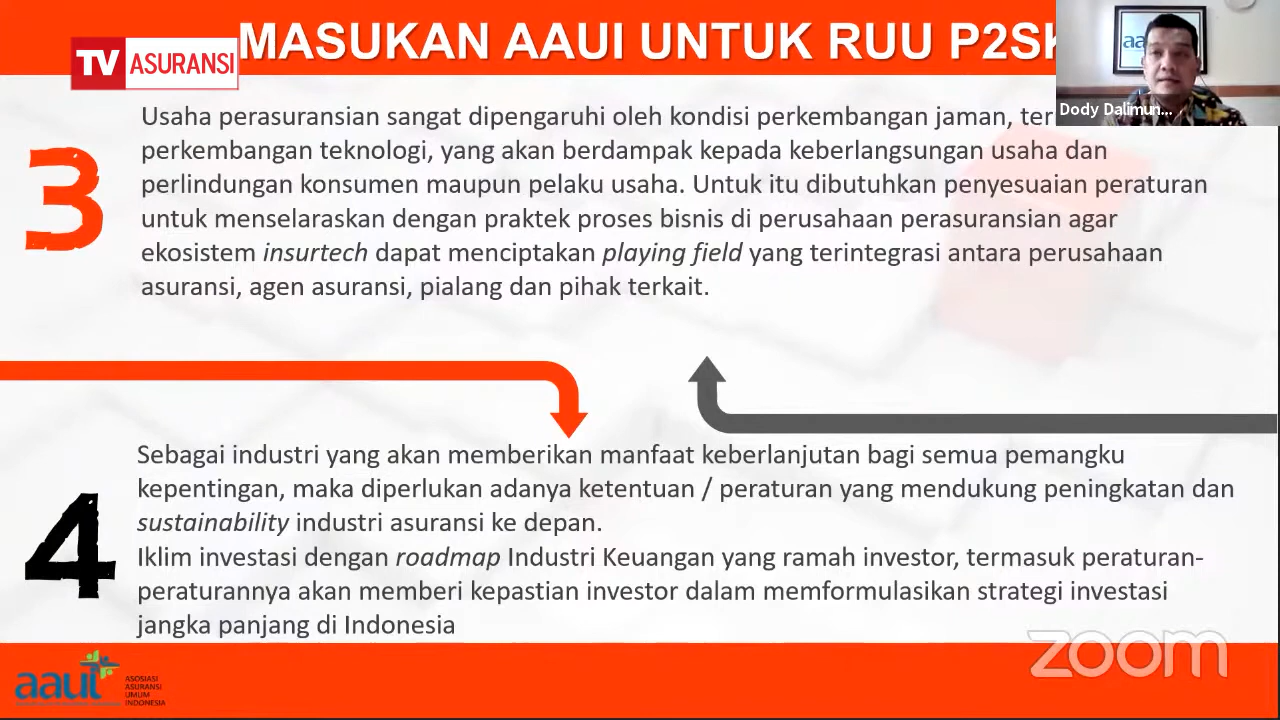 MASUKAN AAUI UNTUK RUU P2SK
TV ASURANSI
aa
Dody Dalimun...
3
Usaha perasuransian sangat dipengaruhi oleh kondisi perkembangan jaman, ter
perkembangan teknologi, yang akan berdampak kepada keberlangsungan usaha dan
perlindungan konsumen maupun pelaku usaha. Untuk itu dibutuhkan penyesuaian peraturan
untuk menselaraskan dengan praktek proses bisnis di perusahaan perasuransian agar
ekosistem insurtech dapat menciptakan playing field yang terintegrasi antara perusahaan
asuransi, agen asuransi, pialang dan pihak terkait.
4
Sebagai industri yang akan memberikan manfaat keberlanjutan bagi semua pemangku
kepentingan, maka diperlukan adanya ketentuan / peraturan yang mendukung peningkatan dan
sustainability industri asuransi ke depan.
Iklim investasi dengan roadmap Industri Keuangan yang ramah investor, termasuk peraturan-
peraturannya akan memberi kepastian investor dalam memformulasikan strategi investasi
jangka panjang di Indonesia
zoom
aaui
ASOSIASI
ASURANSI
UMUM
INDONESIA